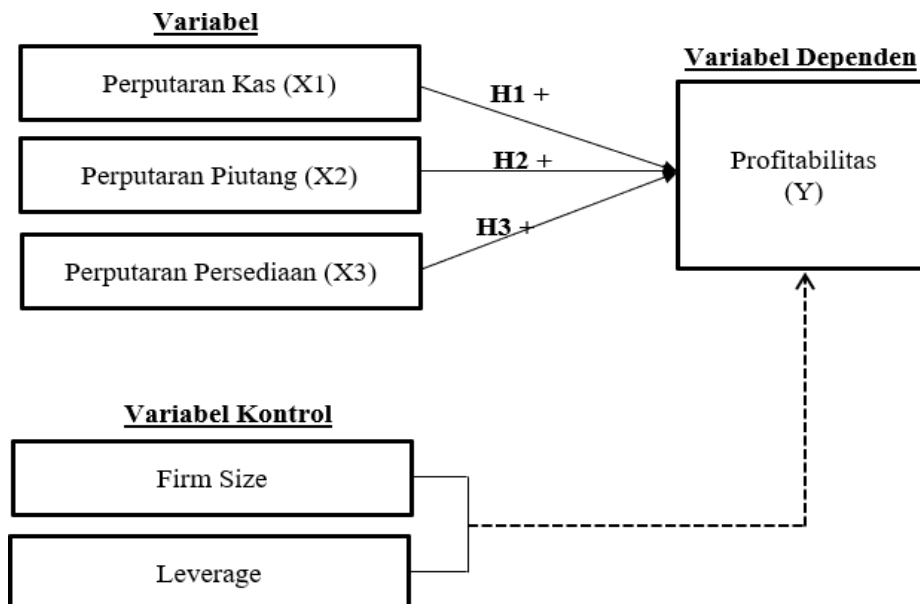 Variabel
Perputaran Kas (X1)
Perputaran Piutang (X2)
Perputaran Persediaan (X3)
H1 +
H2 +
H3 +
Variabel Dependen
Profitabilitas
(Y)
Variabel Kontrol
Firm Size
Leverage